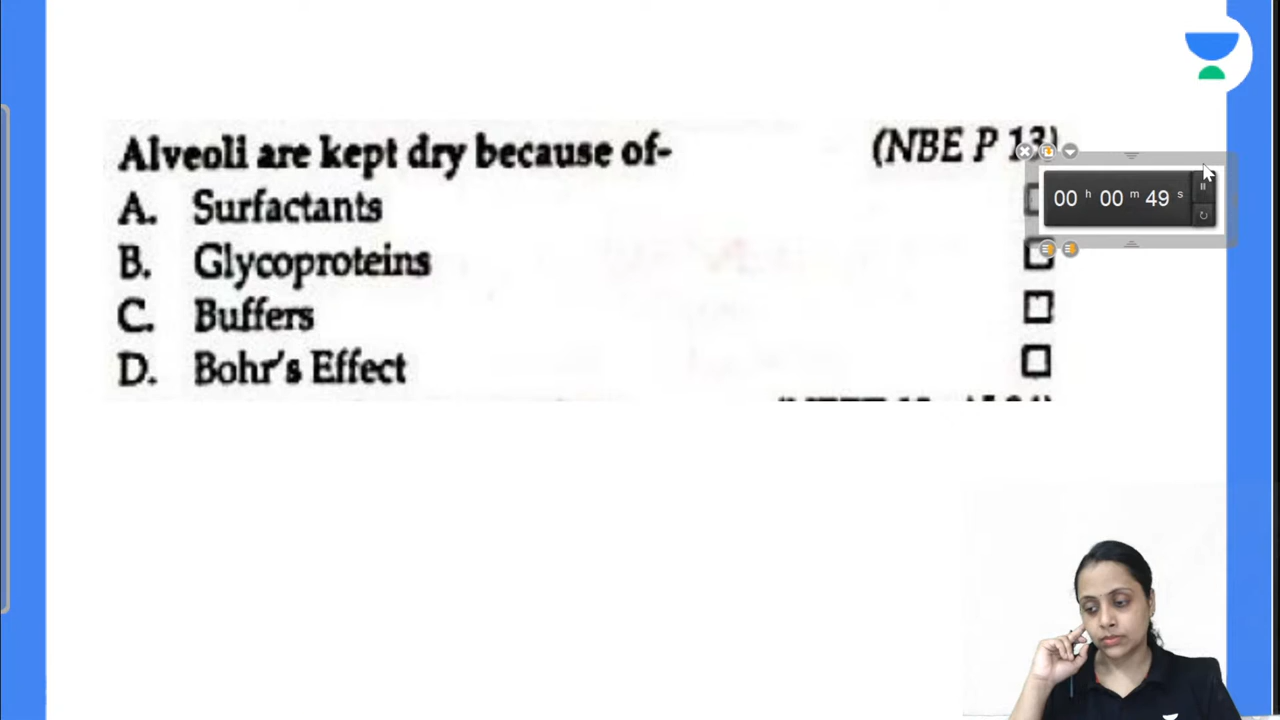 Alveoli are kept dry because of- (NBE P 13)
A. Surfactants
00 h 00 m 49 s
B. Glycoproteins
C. Buffers
D. Bohr's Effect